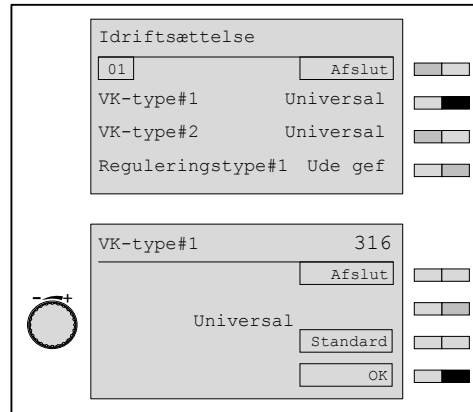 Idriftsættelse
01 Afslut
VK-type#1 Universal
VK-type#2 Universal
Reguleringstype#1 Ude gef
VK-type#1 316
Afslut
- +
Universal
Standard
OK